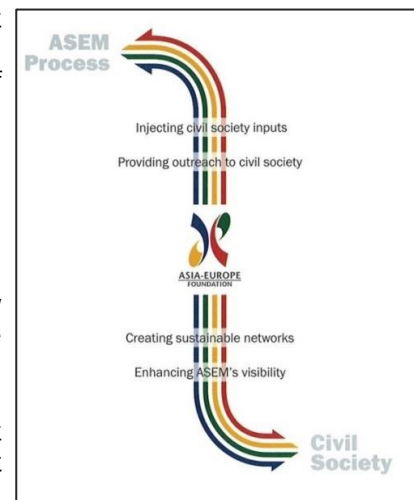 ASEM
Process
Injecting civil society inputs
Providing outreach to civil society
ASIA-EUROPE
FOUNDATION
Creating sustainable networks
Enhancing ASEM's visibility
Civil
Society